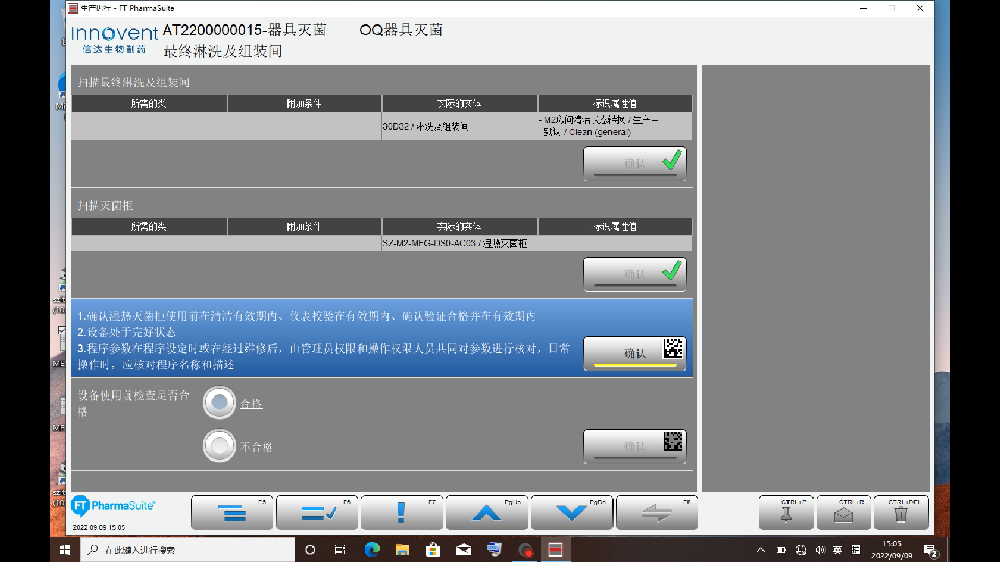 生产执行 - FT PharmaSuite
Innovent
信达生物制药
AT2200000015-器具灭菌 - OQ器具灭菌
最终淋洗及组装间
扫描最终淋洗及组装间
所需的类 附加条件 实际的实体 标识属性值
30D32 / 淋洗及组装间
- M2房间清洁状态转换 / 生产中
- 默认 / Clean (general)
确认
扫描灭菌柜
所需的类 附加条件 实际的实体 标识属性值
SZ-M2-MFG-DS0-AC03 / 湿热灭菌柜
确认
1.确认湿热灭菌柜使用前在清洁有效期内、仪表校验在有效期内、确认验证合格并在有效期内
2.设备处于完好状态
3.程序参数在程序设定时或在经过维修后，由管理员权限和操作权限人员共同对参数进行核对，日常
操作时，应核对程序名称和描述
确认
设备使用前检查是否合
格
合格
不合格
确认
FT PharmaSuite®
2022.09.09 15:05
F5 F6 F7 PgUp PgDn F8 CTRL+P CTRL+R CTRL+DEL
szit
(10.
ME
ME
szit
(10.
在此键入进行搜索
英
拼
15:05
2022/09/09
2